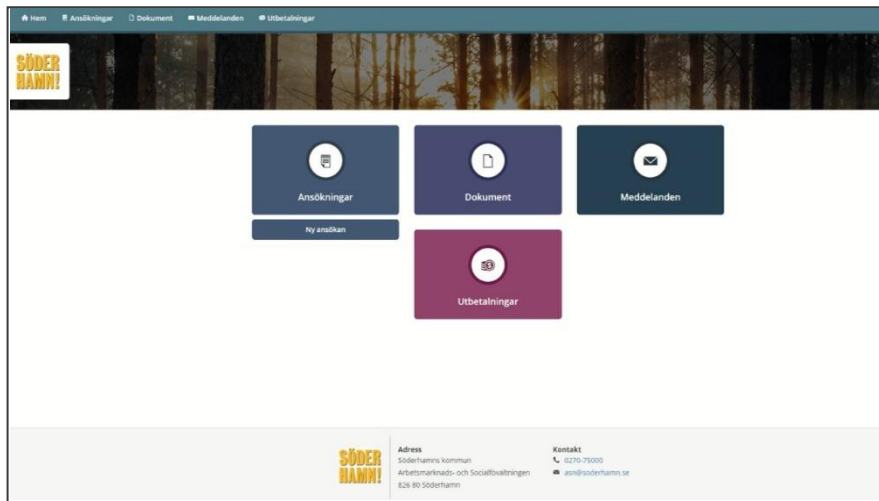 Hem Ansökningar Dokument Meddelanden Utbetalningar
SÖDER
HAMN!
Ansökningar
Dokument
Meddelanden
Ny ansökan
Utbetalningar
SÖDER
HAMN!
Adress
Söderhamns kommun
Arbetsmarknads- och Socialfövaltningen
826 80 Söderhamn
Kontakt
0270-75000
asn@soderhamn.se